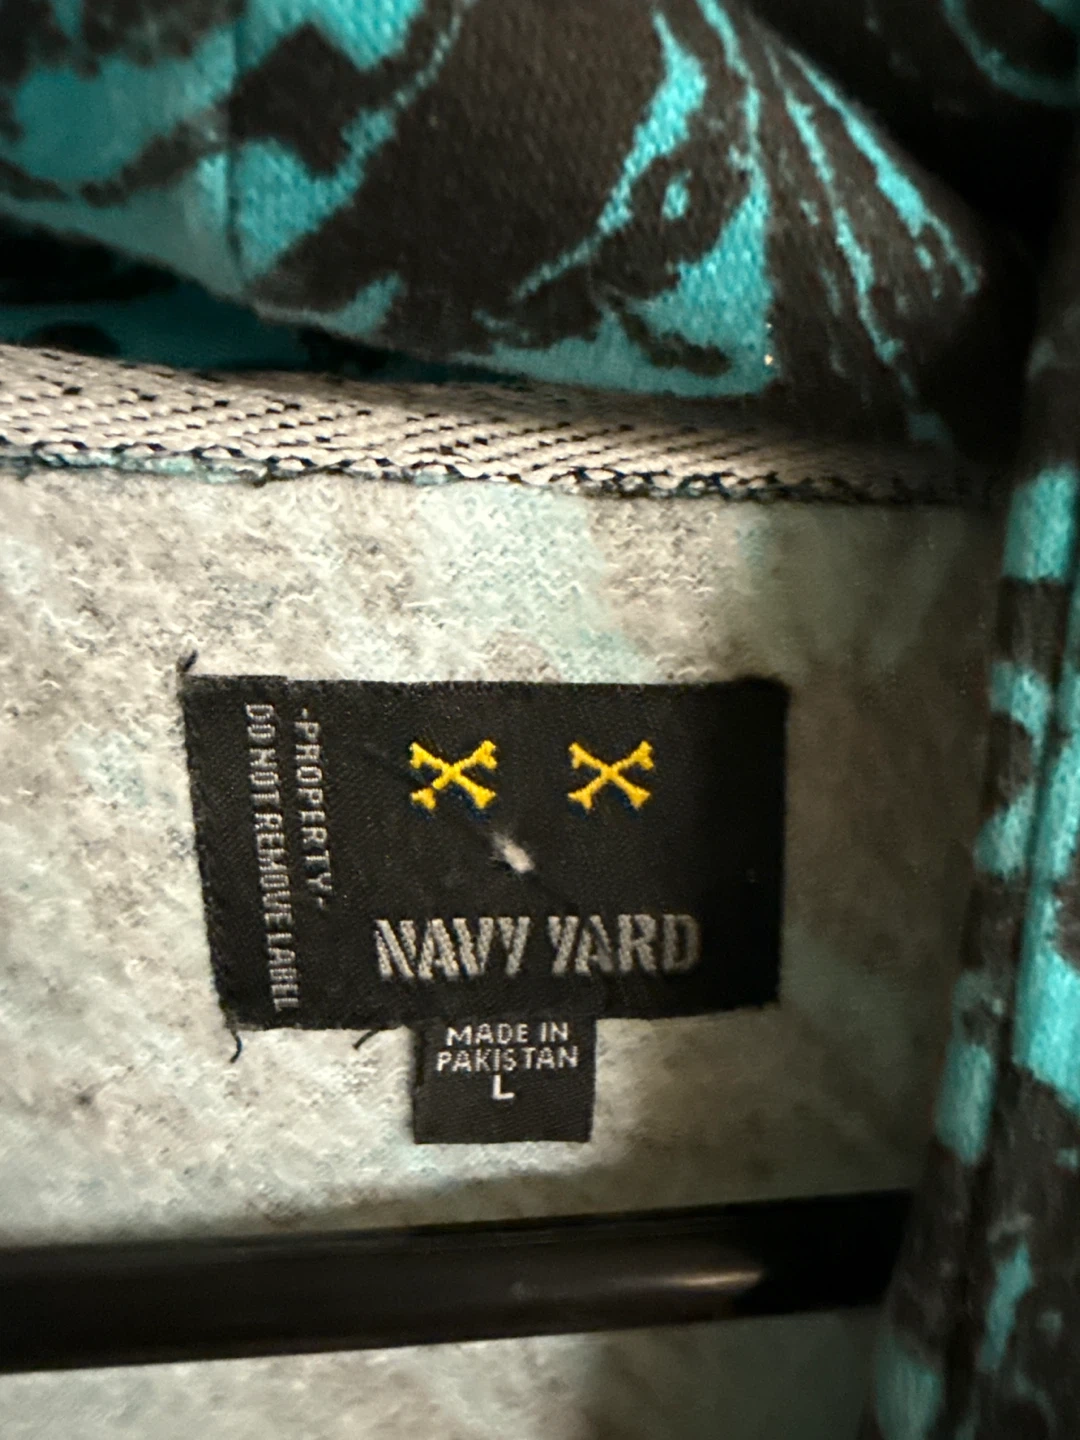 -PROPERTY-
DO NOT REMOVE LABEL
NAVY YARD
MADE IN
PAKISTAN
L